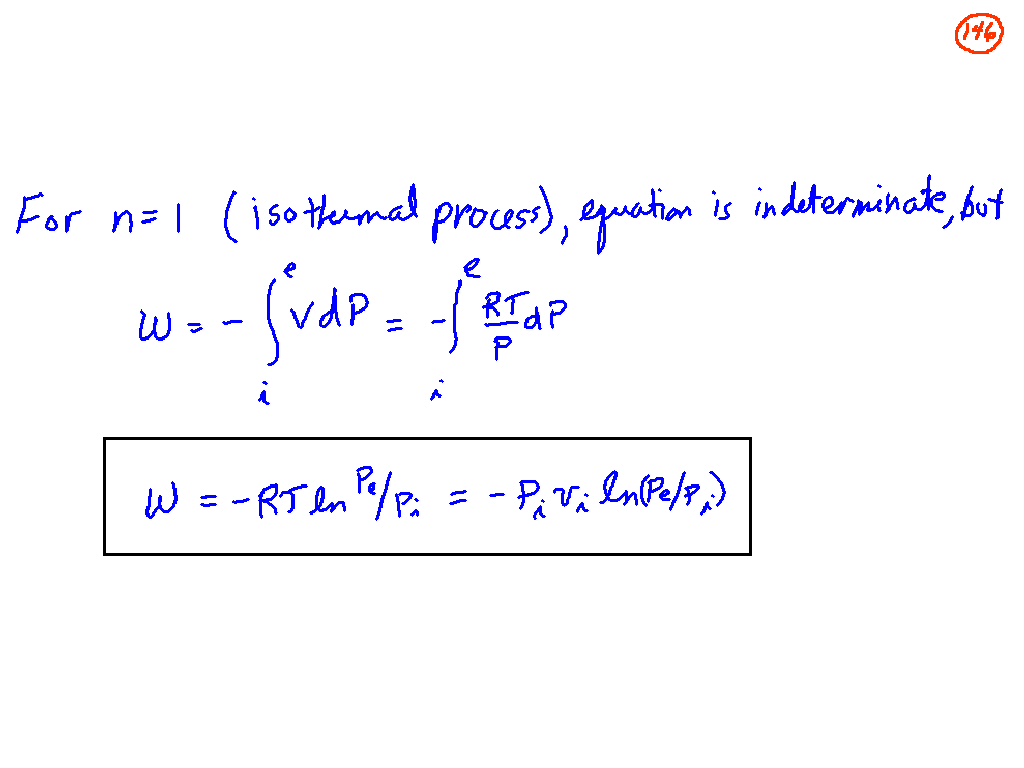 146
For n = 1 (isothermal process), equation is indeterminate, but
w = - ∫ᵢᵉ v dP = - ∫ᵢᵉ RT/P dP
w = - RT ln Pe/Pi = - Pi vi ln(Pe/Pi)